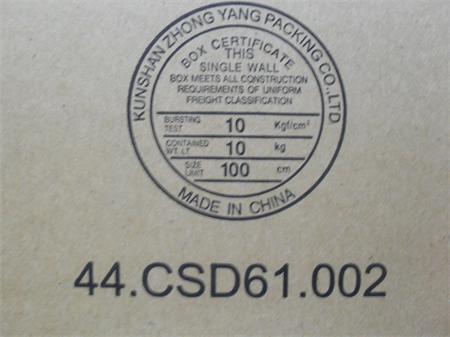 KUNSHAN ZHONG YANG PACKING CO.,LTD.
BOX CERTIFICATE
THIS
SINGLE WALL
BOX MEETS ALL CONSTRUCTION
REQUIREMENTS OF UNIFORM
FREIGHT CLASSIFICATION
BURSTING TEST 10 Kgf/cm²
CONTAINED WT. LT. 10 kg
SIZE LIMIT 100 cm
MADE IN CHINA
44.CSD61.002